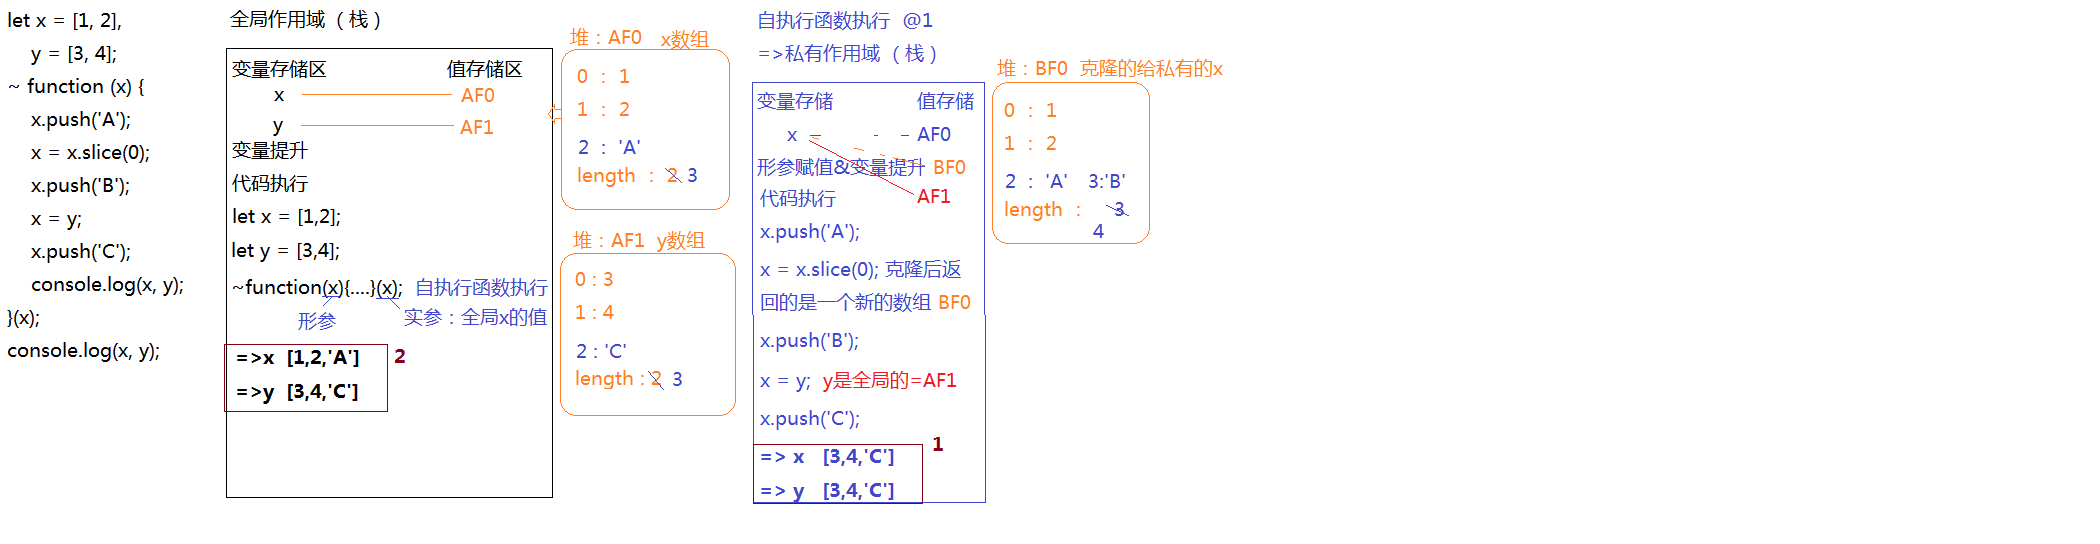 let x = [1, 2],
y = [3, 4];
~ function (x) {
x.push('A');
x = x.slice(0);
x.push('B');
x = y;
x.push('C');
console.log(x, y);
}(x);
console.log(x, y);
全局作用域（栈）
变量存储区 值存储区
x AF0
y AF1
变量提升
代码执行
let x = [1,2];
let y = [3,4];
~function(x){....}(x); 自执行函数执行
形参 实参：全局x的值
=>x [1,2,'A'] 2
=>y [3,4,'C']
堆：AF0 x数组
0 : 1
1 : 2
2 : 'A'
length : 2 3
堆：AF1 y数组
0 : 3
1 : 4
2 : 'C'
length : 2 3
自执行函数执行 @1
=>私有作用域（栈）
变量存储 值存储
x AF0
形参赋值&变量提升 BF0
代码执行 AF1
x.push('A');
x = x.slice(0); 克隆后返
回的是一个新的数组 BF0
x.push('B');
x = y; y是全局的=AF1
x.push('C');
1
=> x [3,4,'C']
=> y [3,4,'C']
堆：BF0 克隆的给私有的x
0 : 1
1 : 2
2 : 'A' 3:'B'
length : 3
4